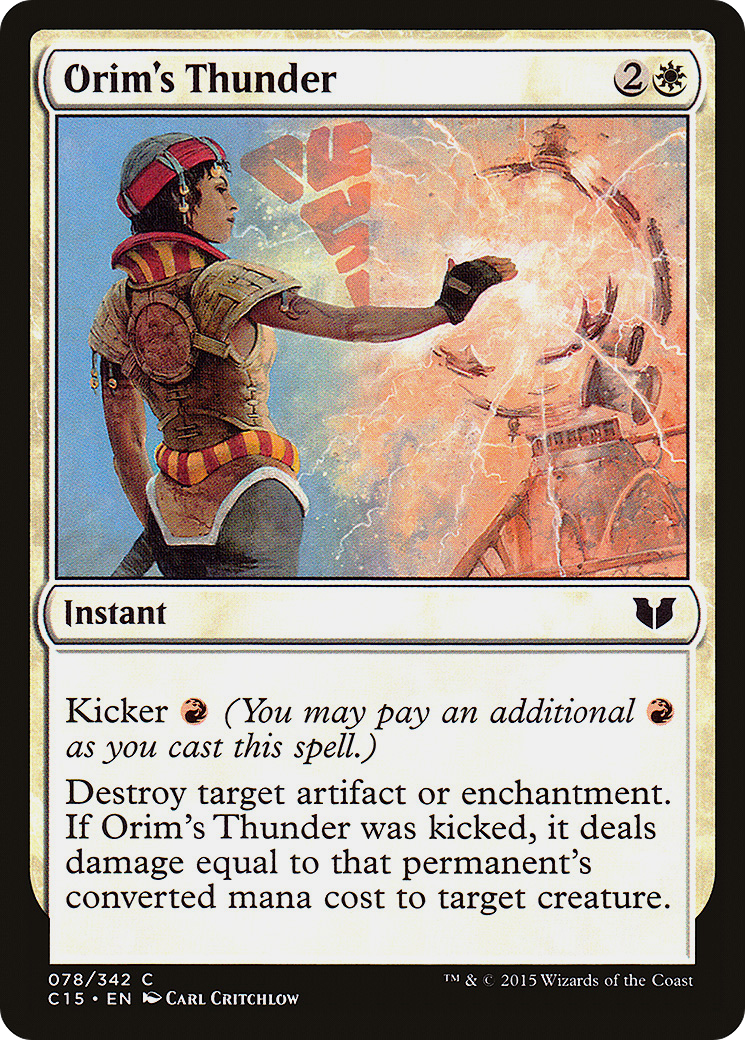 Orim's Thunder 2
Instant
Kicker (You may pay an additional
as you cast this spell.)
Destroy target artifact or enchantment.
If Orim's Thunder was kicked, it deals
damage equal to that permanent's
converted mana cost to target creature.
078/342 C
™ & © 2015 Wizards of the Coast
C15 • EN Carl Critchlow